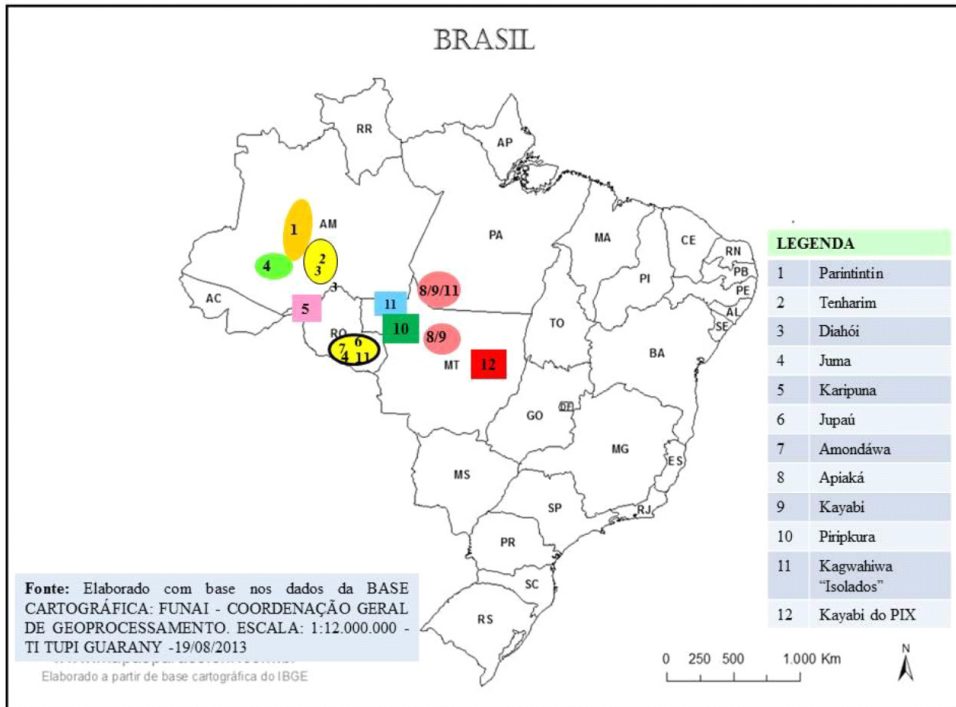 BRASIL
RR
AP
AM
PA
MA
CE
RN
PB
PE
AL
SE
PI
AC
RO
TO
BA
MT
GO
DF
MG
ES
MS
SP
RJ
PR
SC
RS
1
2
3
4
3
5
11
8/9/11
10
8/9
12
7 6
4 11
LEGENDA
1 Parintintin
2 Tenharim
3 Diahói
4 Juma
5 Karipuna
6 Jupaú
7 Amondáwa
8 Apiaká
9 Kayabi
10 Piripkura
11 Kagwahiwa
“Isolados”
12 Kayabi do PIX
Fonte: Elaborado com base nos dados da BASE
CARTOGRÁFICA: FUNAI - COORDENAÇÃO GERAL
DE GEOPROCESSAMENTO. ESCALA: 1:12.000.000 -
TI TUPI GUARANY -19/08/2013
Elaborado a partir de base cartográfica do IBGE
0 250 500 1.000 Km
N